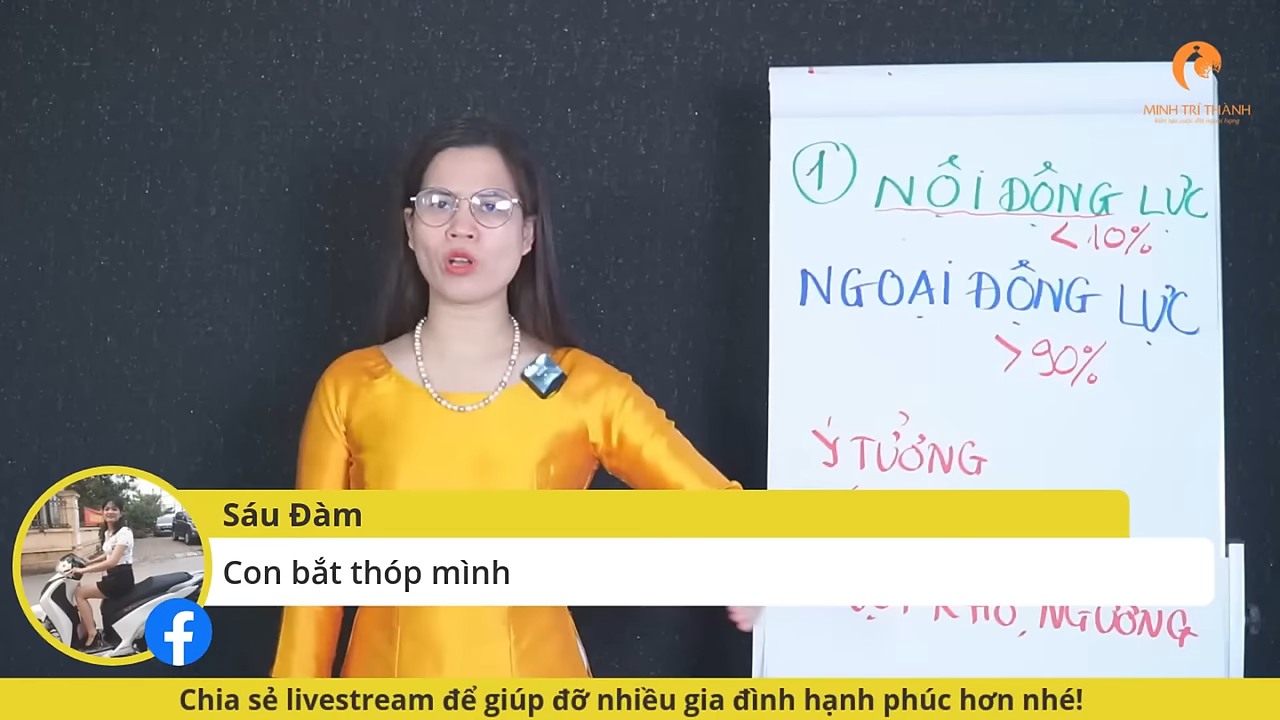 MINH TRÍ THÀNH
1 NỘI ĐỘNG LỰC
< 10%
NGOẠI ĐỘNG LỰC
> 90%
Ý TƯỞNG
KHÓ, NGƯỠNG
Sáu Đàm
Con bắt thóp mình
Chia sẻ livestream để giúp đỡ nhiều gia đình hạnh phúc hơn nhé!